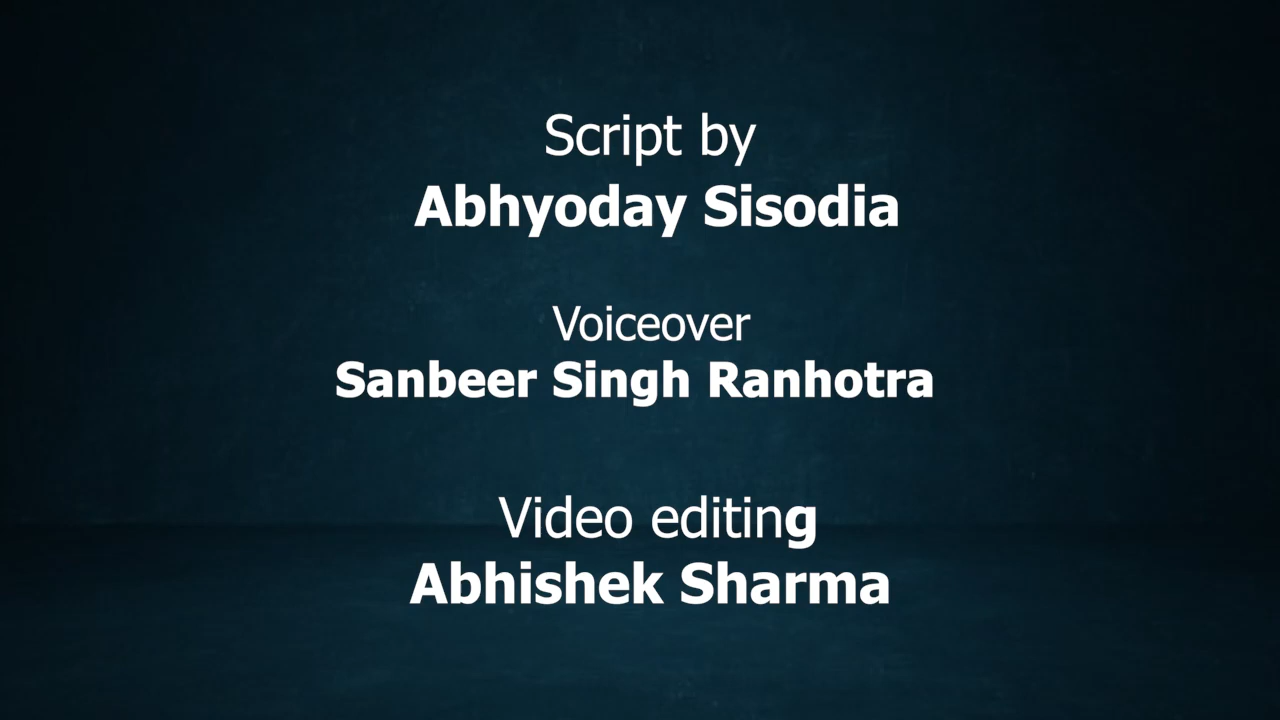 Script by
Abhyoday Sisodia
Voiceover
Sanbeer Singh Ranhotra
Video editing
Abhishek Sharma